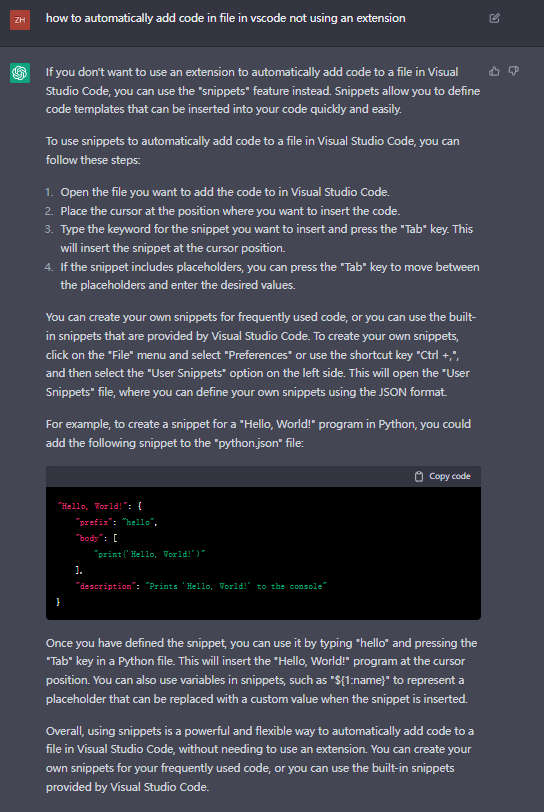 ZH
how to automatically add code in file in vscode not using an extension
If you don't want to use an extension to automatically add code to a file in Visual
Studio Code, you can use the "snippets" feature instead. Snippets allow you to define
code templates that can be inserted into your code quickly and easily.
To use snippets to automatically add code to a file in Visual Studio Code, you can
follow these steps:
1. Open the file you want to add the code to in Visual Studio Code.
2. Place the cursor at the position where you want to insert the code.
3. Type the keyword for the snippet you want to insert and press the "Tab" key. This
will insert the snippet at the cursor position.
4. If the snippet includes placeholders, you can press the "Tab" key to move between
the placeholders and enter the desired values.
You can create your own snippets for frequently used code, or you can use the built-
in snippets that are provided by Visual Studio Code. To create your own snippets,
click on the "File" menu and select "Preferences" or use the shortcut key "Ctrl +,",
and then select the "User Snippets" option on the left side. This will open the "User
Snippets" file, where you can define your own snippets using the JSON format.
For example, to create a snippet for a "Hello, World!" program in Python, you could
add the following snippet to the "python.json" file:
Copy code
"Hello, World!": {
"prefix": "hello",
"body": [
"print('Hello, World!')"
],
"description": "Prints 'Hello, World!' to the console"
}
Once you have defined the snippet, you can use it by typing "hello" and pressing the
"Tab" key in a Python file. This will insert the "Hello, World!" program at the cursor
position. You can also use variables in snippets, such as "${1:name}" to represent a
placeholder that can be replaced with a custom value when the snippet is inserted.
Overall, using snippets is a powerful and flexible way to automatically add code to a
file in Visual Studio Code, without needing to use an extension. You can create your
own snippets for your frequently used code, or you can use the built-in snippets
provided by Visual Studio Code.